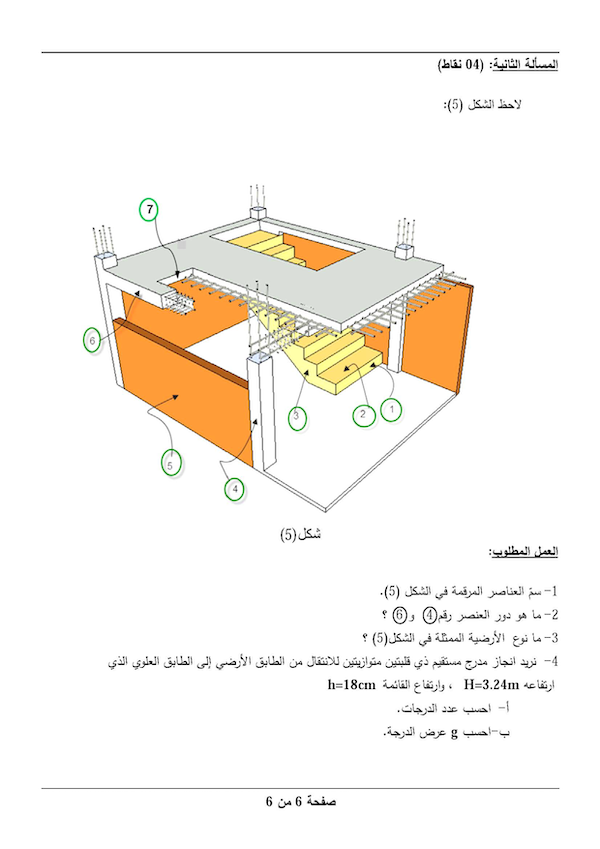 المسألة الثانية: (04 نقاط)
لاحظ الشكل (5):
7
6
5
4
3
2
1
شكل(5)
العمل المطلوب:
1- سمّ العناصر المرقمة في الشكل (5).
2- ما هو دور العنصر رقم 4 و 6 ؟
3- ما نوع الأرضية الممثلة في الشكل(5) ؟
4- نريد انجاز مدرج مستقيم ذي قلبتين متوازيتين للانتقال من الطابق الأرضي إلى الطابق العلوي الذي
ارتفاعه H=3.24m ، وارتفاع القائمة h=18cm
أ- احسب عدد الدرجات.
ب-احسب g عرض الدرجة.
صفحة 6 من 6